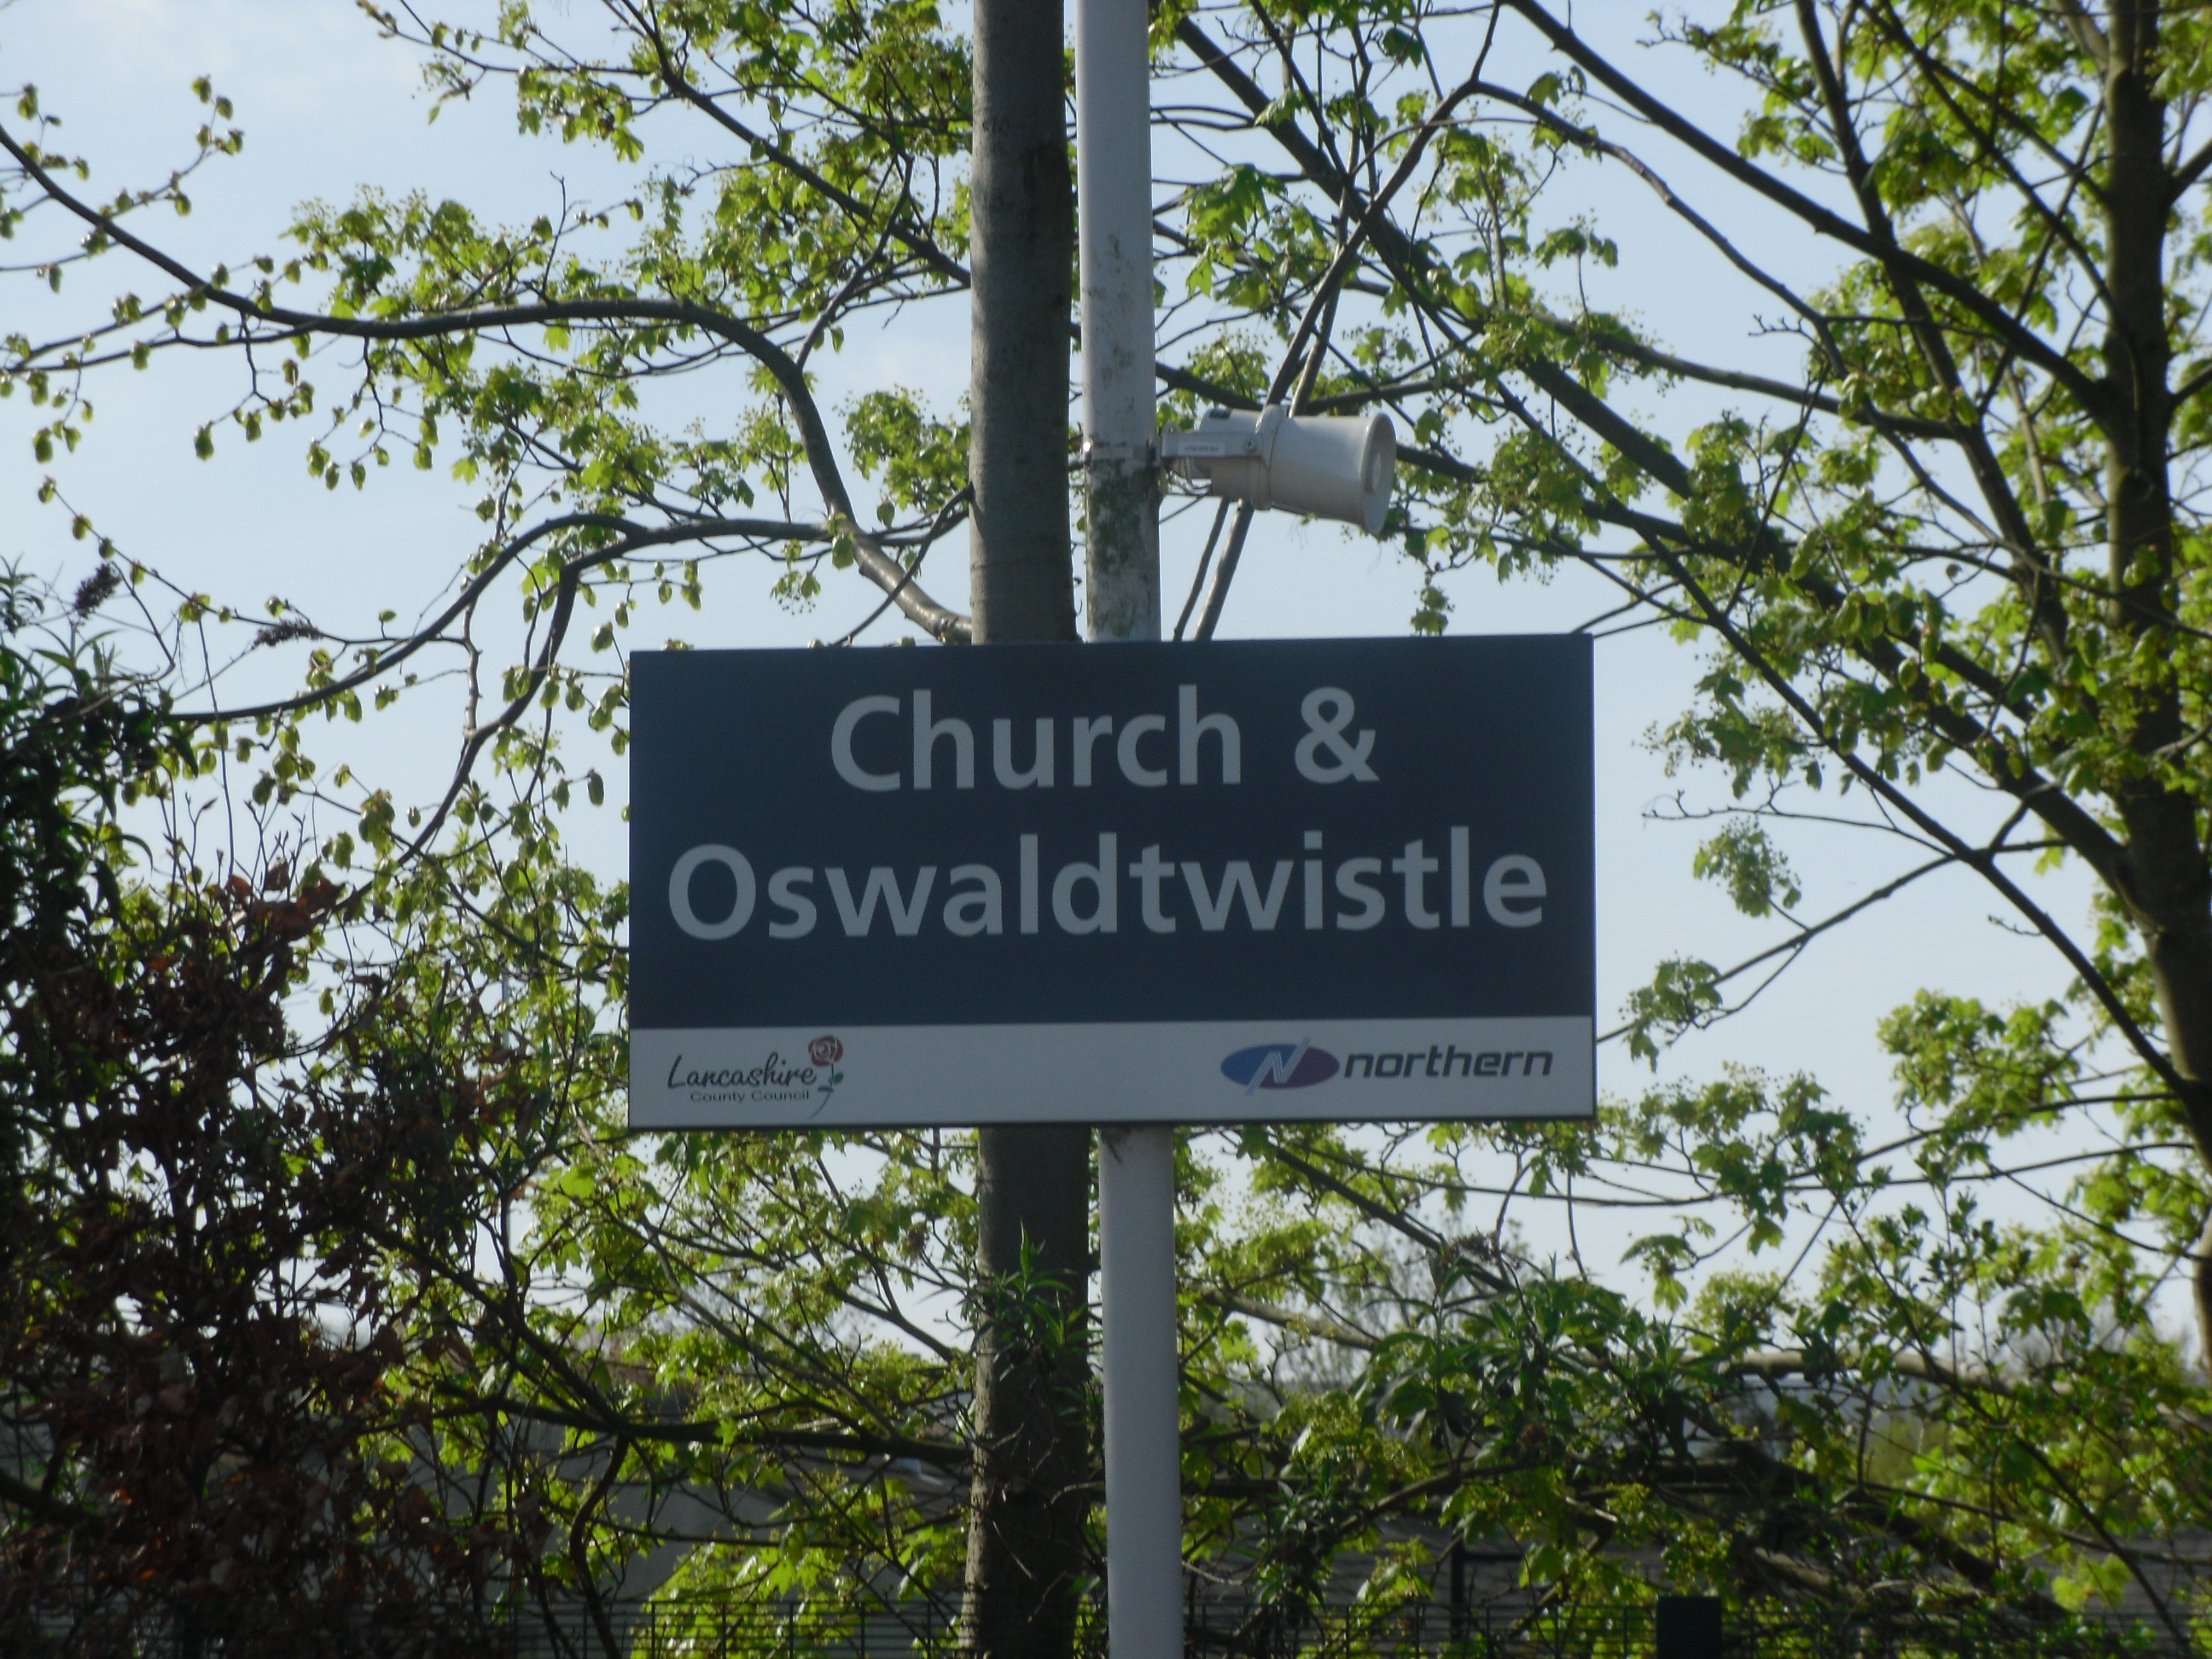 Church &
Oswaldtwistle
Lancashire
County Council
northern